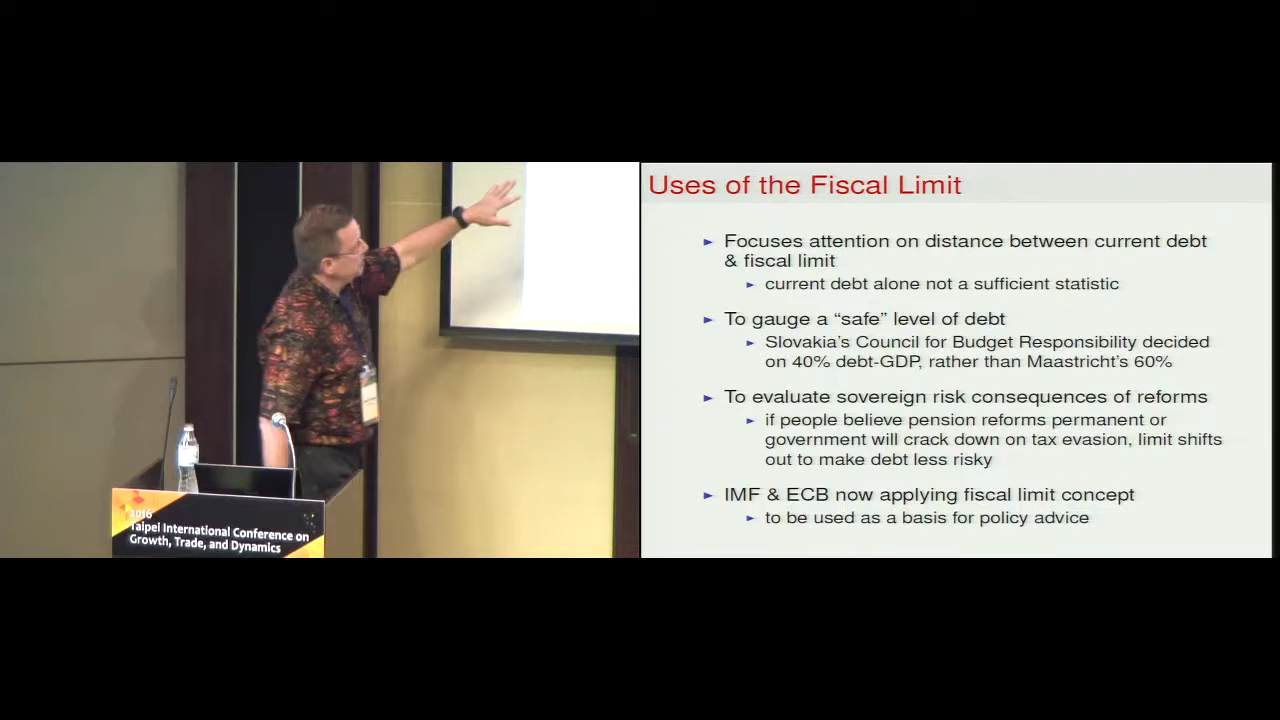 Uses of the Fiscal Limit
► Focuses attention on distance between current debt
& fiscal limit
► current debt alone not a sufficient statistic
► To gauge a “safe” level of debt
► Slovakia’s Council for Budget Responsibility decided
on 40% debt-GDP, rather than Maastricht’s 60%
► To evaluate sovereign risk consequences of reforms
► if people believe pension reforms permanent or
government will crack down on tax evasion, limit shifts
out to make debt less risky
► IMF & ECB now applying fiscal limit concept
► to be used as a basis for policy advice
2016
Taipei International Conference on
Growth, Trade, and Dynamics